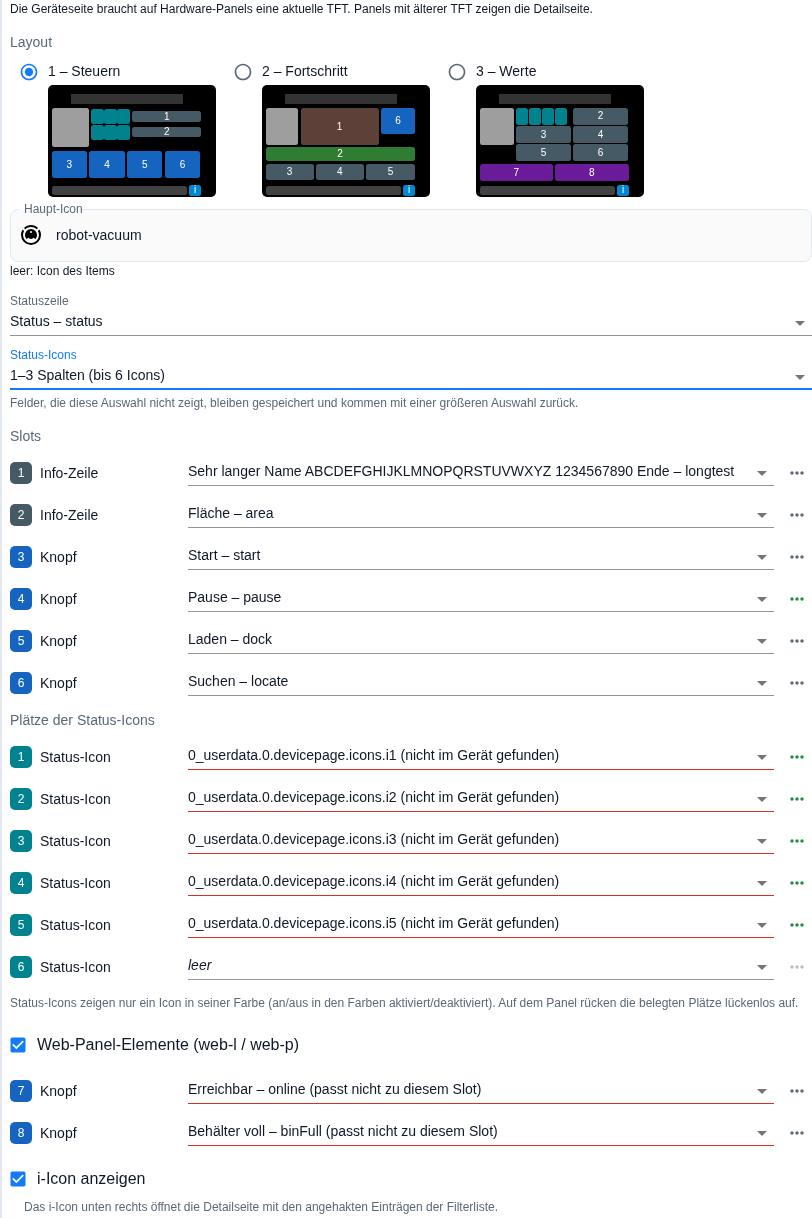 Die Geräteseite braucht auf Hardware-Panels eine aktuelle TFT. Panels mit älterer TFT zeigen die Detailseite.
Layout
1 – Steuern
2 – Fortschritt
3 – Werte
1
2
3 4 5 6
i
1
6
2
3 4 5
i
2
3 4
5 6
7 8
i
Haupt-Icon
robot-vacuum
leer: Icon des Items
Statuszeile
Status – status
Status-Icons
1–3 Spalten (bis 6 Icons)
Felder, die diese Auswahl nicht zeigt, bleiben gespeichert und kommen mit einer größeren Auswahl zurück.
Slots
1 Info-Zeile Sehr langer Name ABCDEFGHIJKLMNOPQRSTUVWXYZ 1234567890 Ende – longtest
2 Info-Zeile Fläche – area
3 Knopf Start – start
4 Knopf Pause – pause
5 Knopf Laden – dock
6 Knopf Suchen – locate
Plätze der Status-Icons
1 Status-Icon 0_userdata.0.devicepage.icons.i1 (nicht im Gerät gefunden)
2 Status-Icon 0_userdata.0.devicepage.icons.i2 (nicht im Gerät gefunden)
3 Status-Icon 0_userdata.0.devicepage.icons.i3 (nicht im Gerät gefunden)
4 Status-Icon 0_userdata.0.devicepage.icons.i4 (nicht im Gerät gefunden)
5 Status-Icon 0_userdata.0.devicepage.icons.i5 (nicht im Gerät gefunden)
6 Status-Icon leer
Status-Icons zeigen nur ein Icon in seiner Farbe (an/aus in den Farben aktiviert/deaktiviert). Auf dem Panel rücken die belegten Plätze lückenlos auf.
Web-Panel-Elemente (web-l / web-p)
7 Knopf Erreichbar – online (passt nicht zu diesem Slot)
8 Knopf Behälter voll – binFull (passt nicht zu diesem Slot)
i-Icon anzeigen
Das i-Icon unten rechts öffnet die Detailseite mit den angehakten Einträgen der Filterliste.